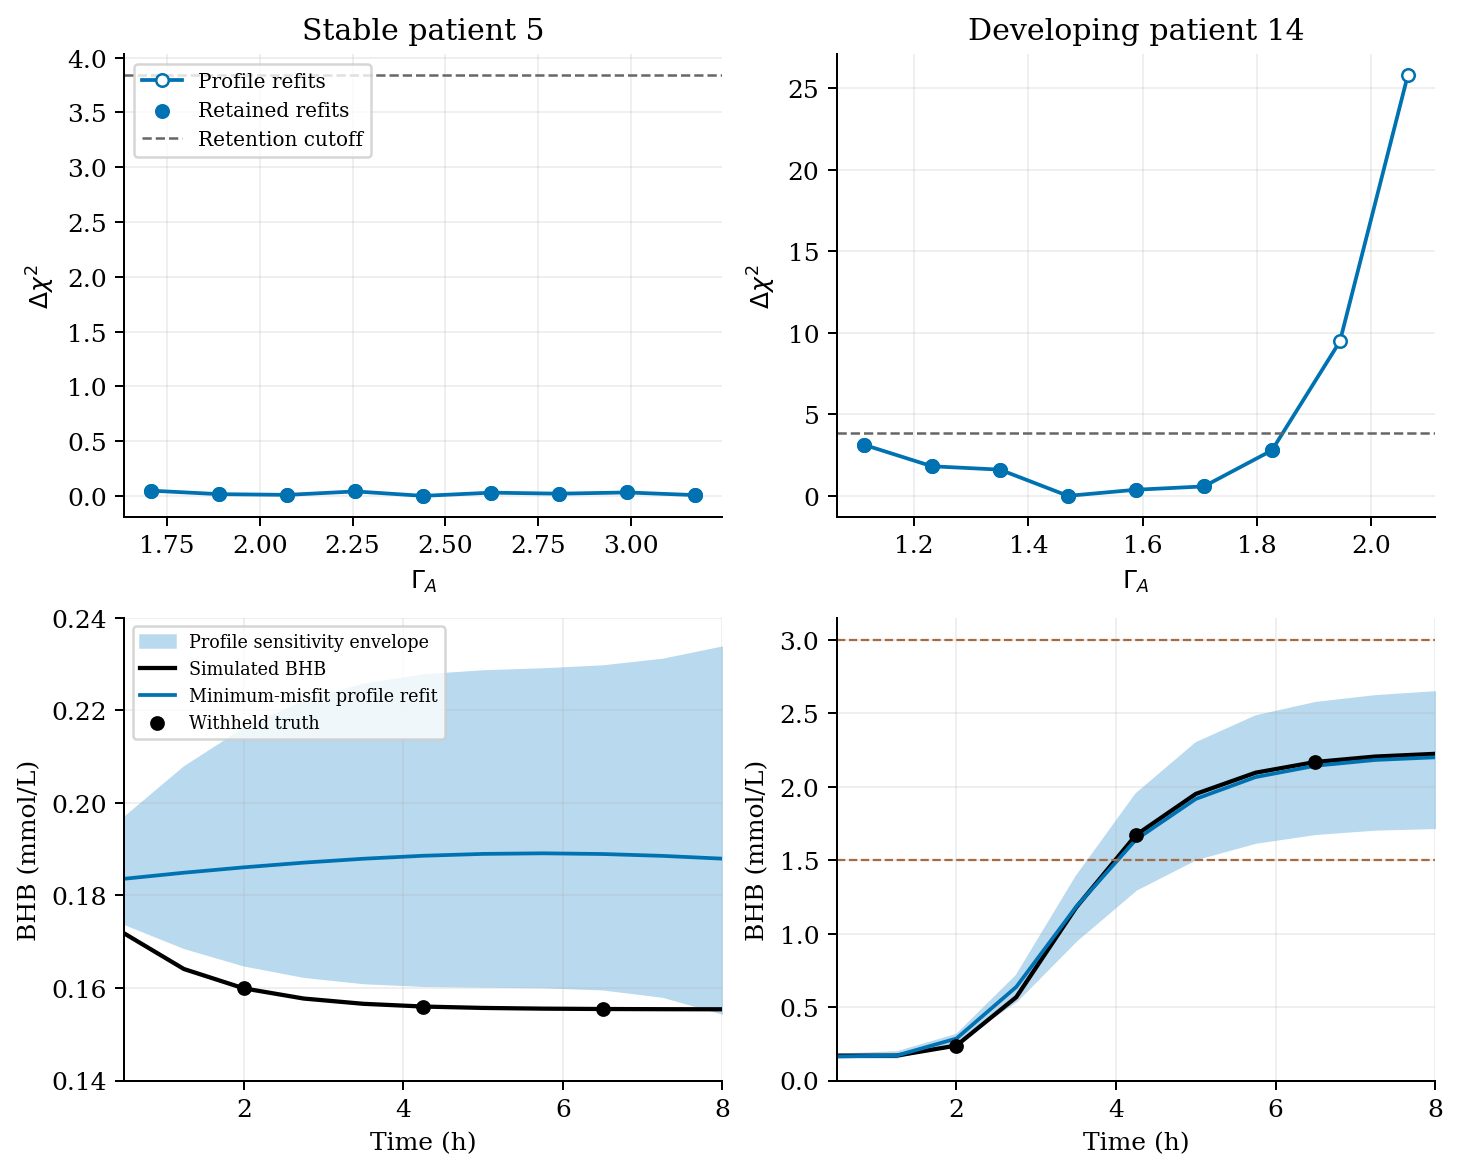 Stable patient 5
4.0
3.5
3.0
2.5
2.0
1.5
1.0
0.5
0.0
Δχ²
Profile refits
Retained refits
Retention cutoff
1.75 2.00 2.25 2.50 2.75 3.00
Γ_A
Developing patient 14
25
20
15
10
5
0
Δχ²
1.2 1.4 1.6 1.8 2.0
Γ_A
0.24
0.22
0.20
0.18
0.16
0.14
BHB (mmol/L)
Profile sensitivity envelope
Simulated BHB
Minimum-misfit profile refit
Withheld truth
2 4 6 8
Time (h)
3.0
2.5
2.0
1.5
1.0
0.5
0.0
BHB (mmol/L)
2 4 6 8
Time (h)